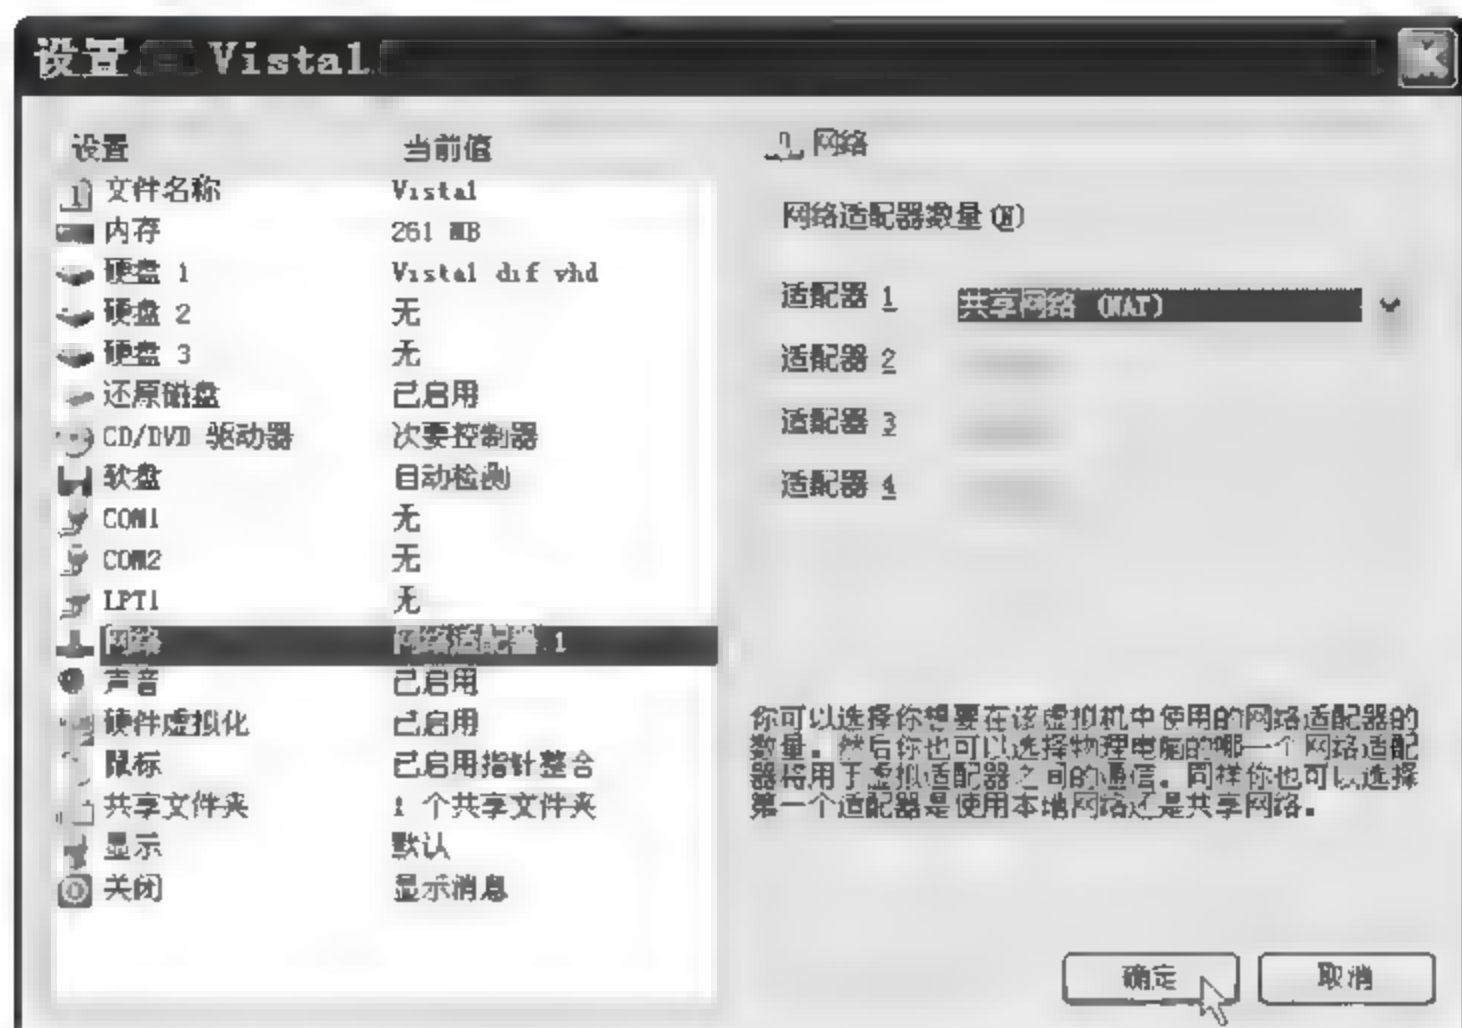 设置 Vista1
设置 当前值
文件名称 Vista1
内存 261 MB
硬盘 1 Vista1 dif vhd
硬盘 2 无
硬盘 3 无
还原磁盘 已启用
CD/DVD 驱动器 次要控制器
软盘 自动检测
COM1 无
COM2 无
LPT1 无
网络 网络适配器 1
声音 已启用
硬件虚拟化 已启用
鼠标 已启用指针整合
共享文件夹 1 个共享文件夹
显示 默认
关闭 显示消息
网络
网络适配器数量(N)
适配器 1 共享网络 (NAT)
适配器 2
适配器 3
适配器 4
你可以选择你想要在该虚拟机中使用的网络适配器的
数量。然后你也可以选择物理电脑的哪一个网络适配
器将用于虚拟适配器之间的通信。同样你也可以选择
第一个适配器是使用本地网络还是共享网络。
确定 取消